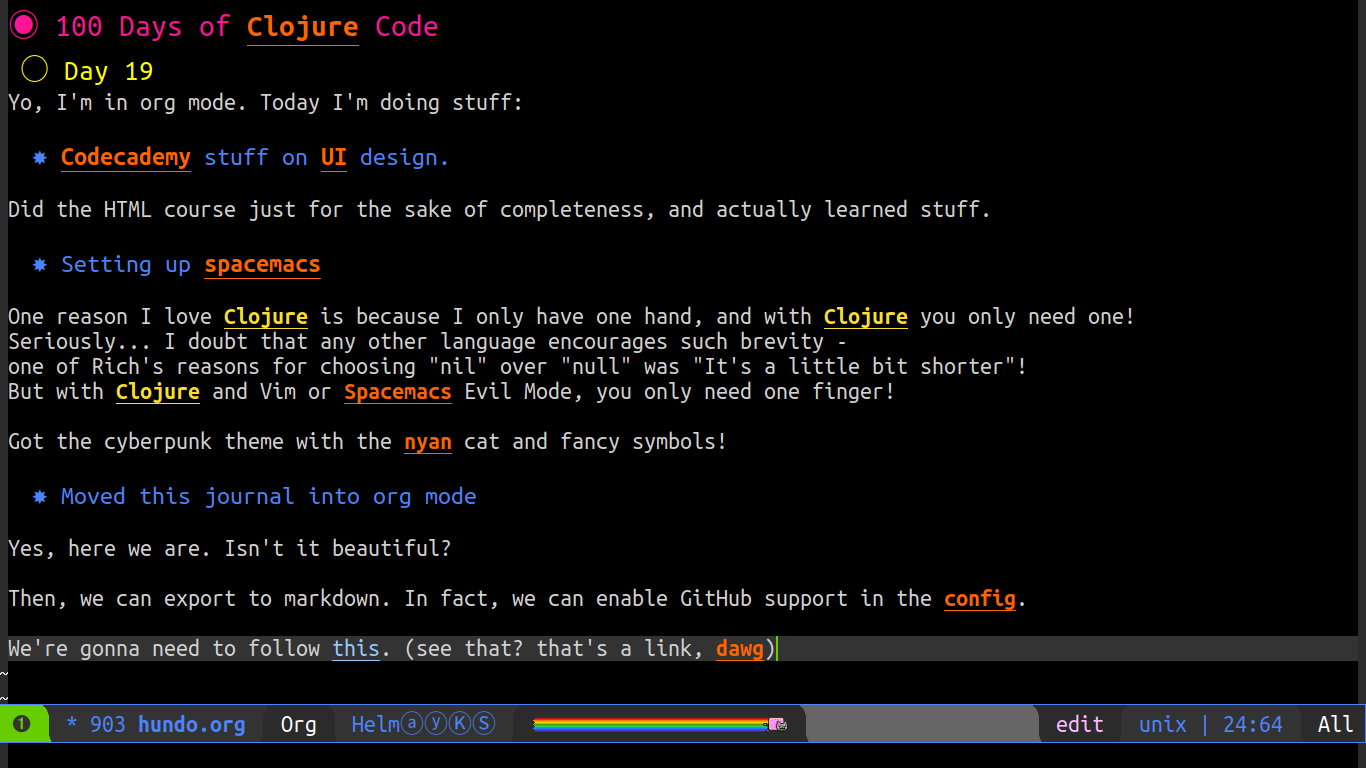 100 Days of Clojure Code
Day 19
Yo, I'm in org mode. Today I'm doing stuff:
Codecademy stuff on UI design.
Did the HTML course just for the sake of completeness, and actually learned stuff.
Setting up spacemacs
One reason I love Clojure is because I only have one hand, and with Clojure you only need one!
Seriously... I doubt that any other language encourages such brevity -
one of Rich's reasons for choosing "nil" over "null" was "It's a little bit shorter"!
But with Clojure and Vim or Spacemacs Evil Mode, you only need one finger!
Got the cyberpunk theme with the nyan cat and fancy symbols!
Moved this journal into org mode
Yes, here we are. Isn't it beautiful?
Then, we can export to markdown. In fact, we can enable GitHub support in the config.
We're gonna need to follow this. (see that? that's a link, dawg)
~
~
❶ * 903 hundo.org Org HelmⓐⓨⓀⓢ edit unix | 24:64 All